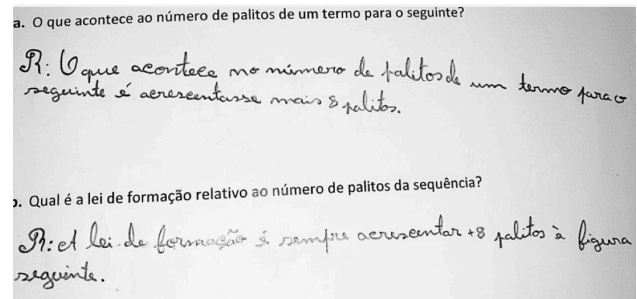 a. O que acontece ao número de palitos de um termo para o seguinte?
R: O que acontece no número de palitos de um termo para o
seguinte é acrescentasse mais 8 palitos.
b. Qual é a lei de formação relativo ao número de palitos da sequência?
R: A lei de formação é sempre acrescentar +8 palitos à figura
seguinte.